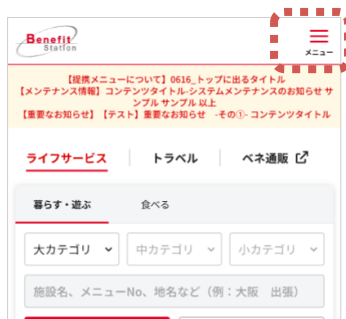 Benefit
Station
メニュー
【提携メニューについて】0616_トップに出るタイトル
【メンテナンス情報】コンテンツタイトル-システムメンテナンスのお知らせ サ
ンプル サンプル 以上
【重要なお知らせ】【テスト】重要なお知らせ -その①- コンテンツタイトル
ライフサービス
トラベル
ベネ通販
暮らす・遊ぶ
食べる
大カテゴリ
中カテゴリ
小カテゴリ
施設名、メニューNo、地名など（例：大阪 出張）